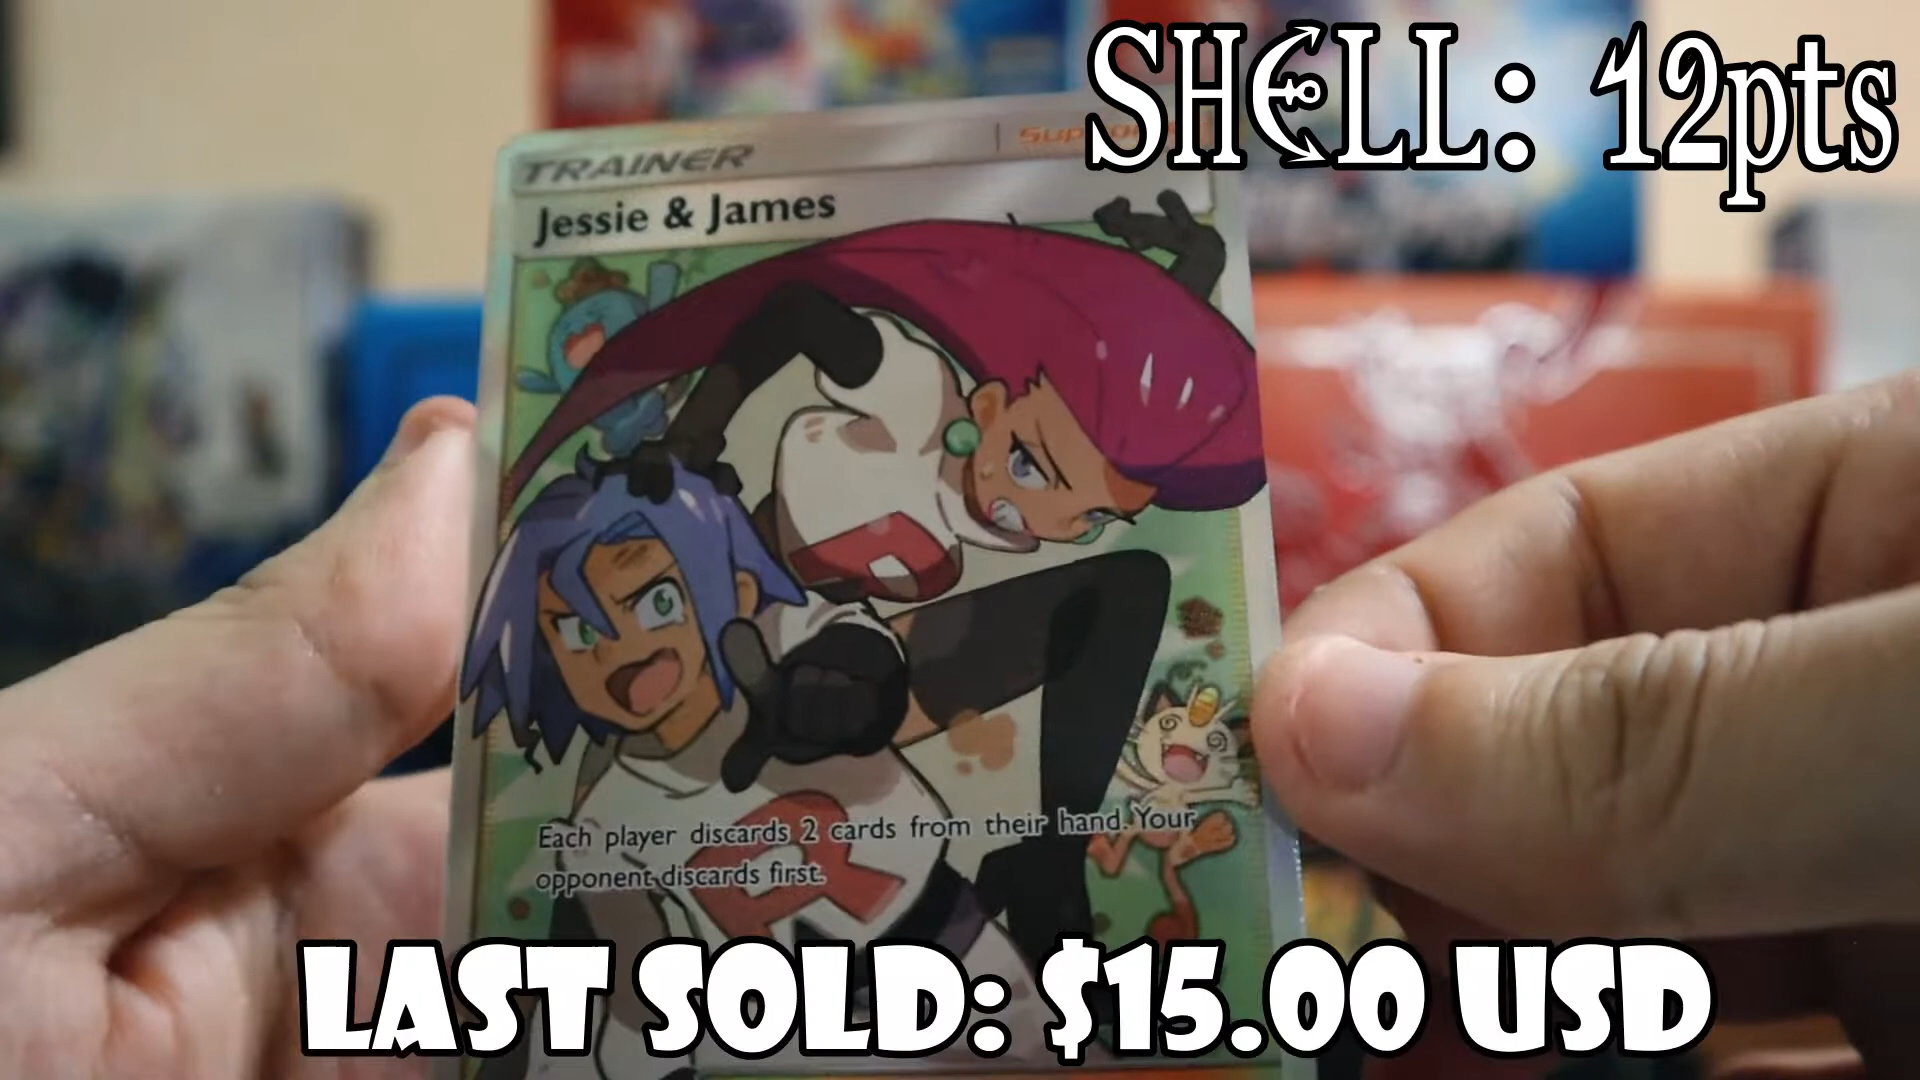 SHELL: 12pts
TRAINER
Jessie & James
Each player discards 2 cards from their hand. Your
opponent discards first.
LAST SOLD: $15.00 USD